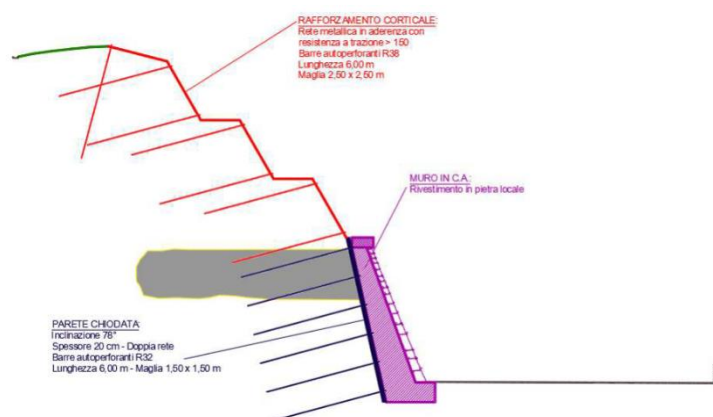 RAFFORZAMENTO CORTICALE:
Rete metallica in aderenza con
resistenza a trazione > 150
Barre autoperforanti R38
Lunghezza 6,00 m
Maglia 2,50 x 2,50 m
MURO IN C.A.:
Rivestimento in pietra locale
PARETE CHIODATA:
Inclinazione 76°
Spessore 20 cm - Doppia rete
Barre autoperforanti R32
Lunghezza 6,00 m - Maglia 1,50 x 1,50 m